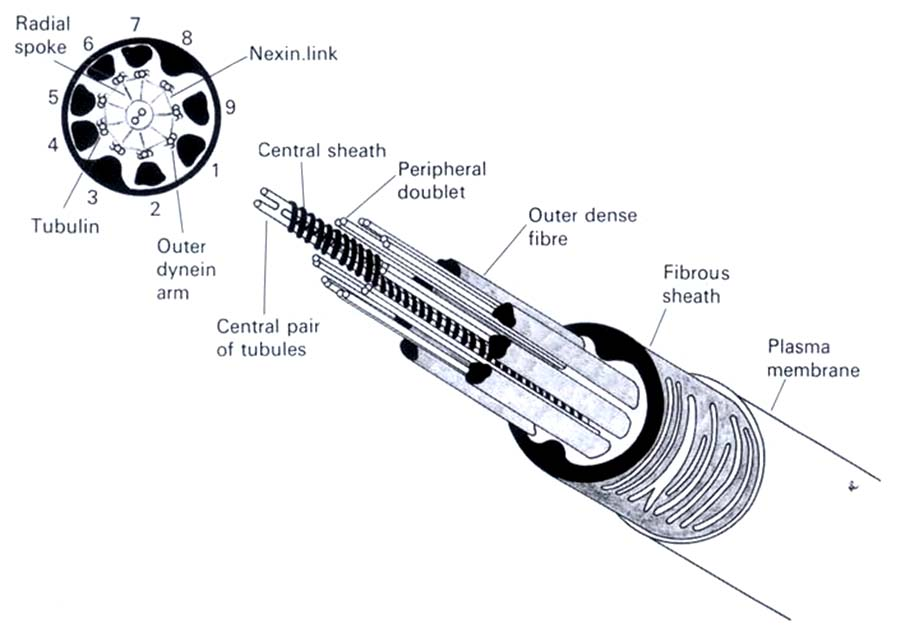 Radial
spoke
7
6
8
Nexin.link
5
9
4
1
3
2
Tubulin
Outer
dynein
arm
Central sheath
Peripheral
doublet
Outer dense
fibre
Central pair
of tubules
Fibrous
sheath
Plasma
membrane